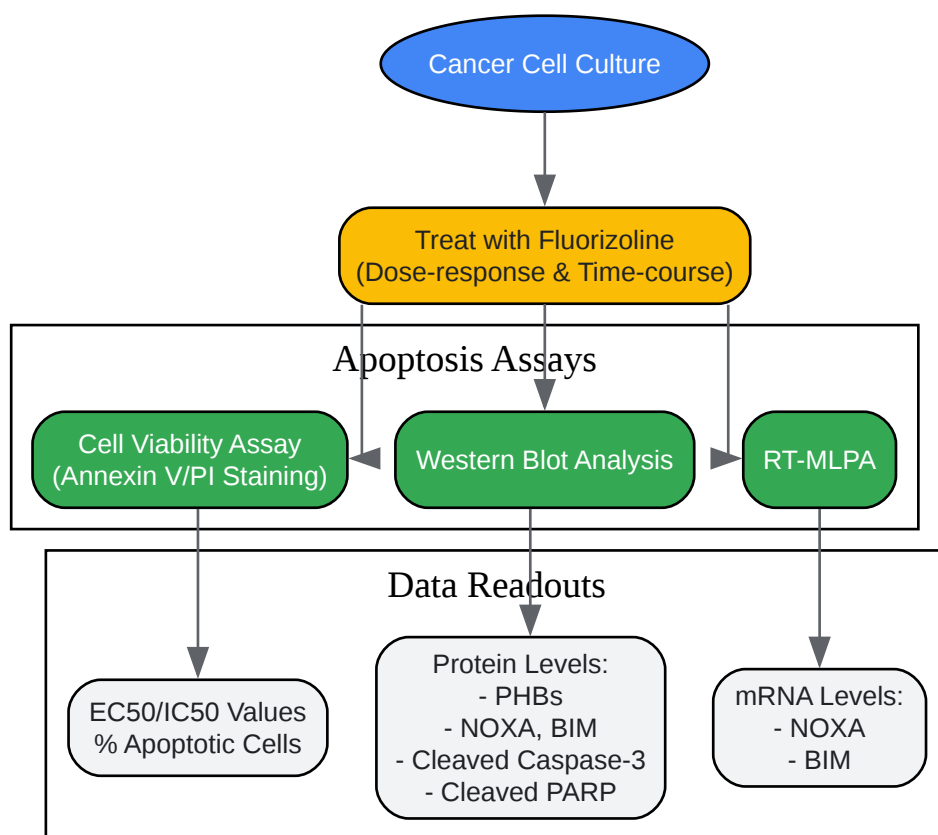 Cancer Cell Culture
Treat with Fluorizoline
(Dose-response & Time-course)
Apoptosis Assays
Cell Viability Assay
(Annexin V/PI Staining)
Western Blot Analysis
RT-MLPA
Data Readouts
EC50/IC50 Values
% Apoptotic Cells
Protein Levels:
- PHBs
- NOXA, BIM
- Cleaved Caspase-3
- Cleaved PARP
mRNA Levels:
- NOXA
- BIM